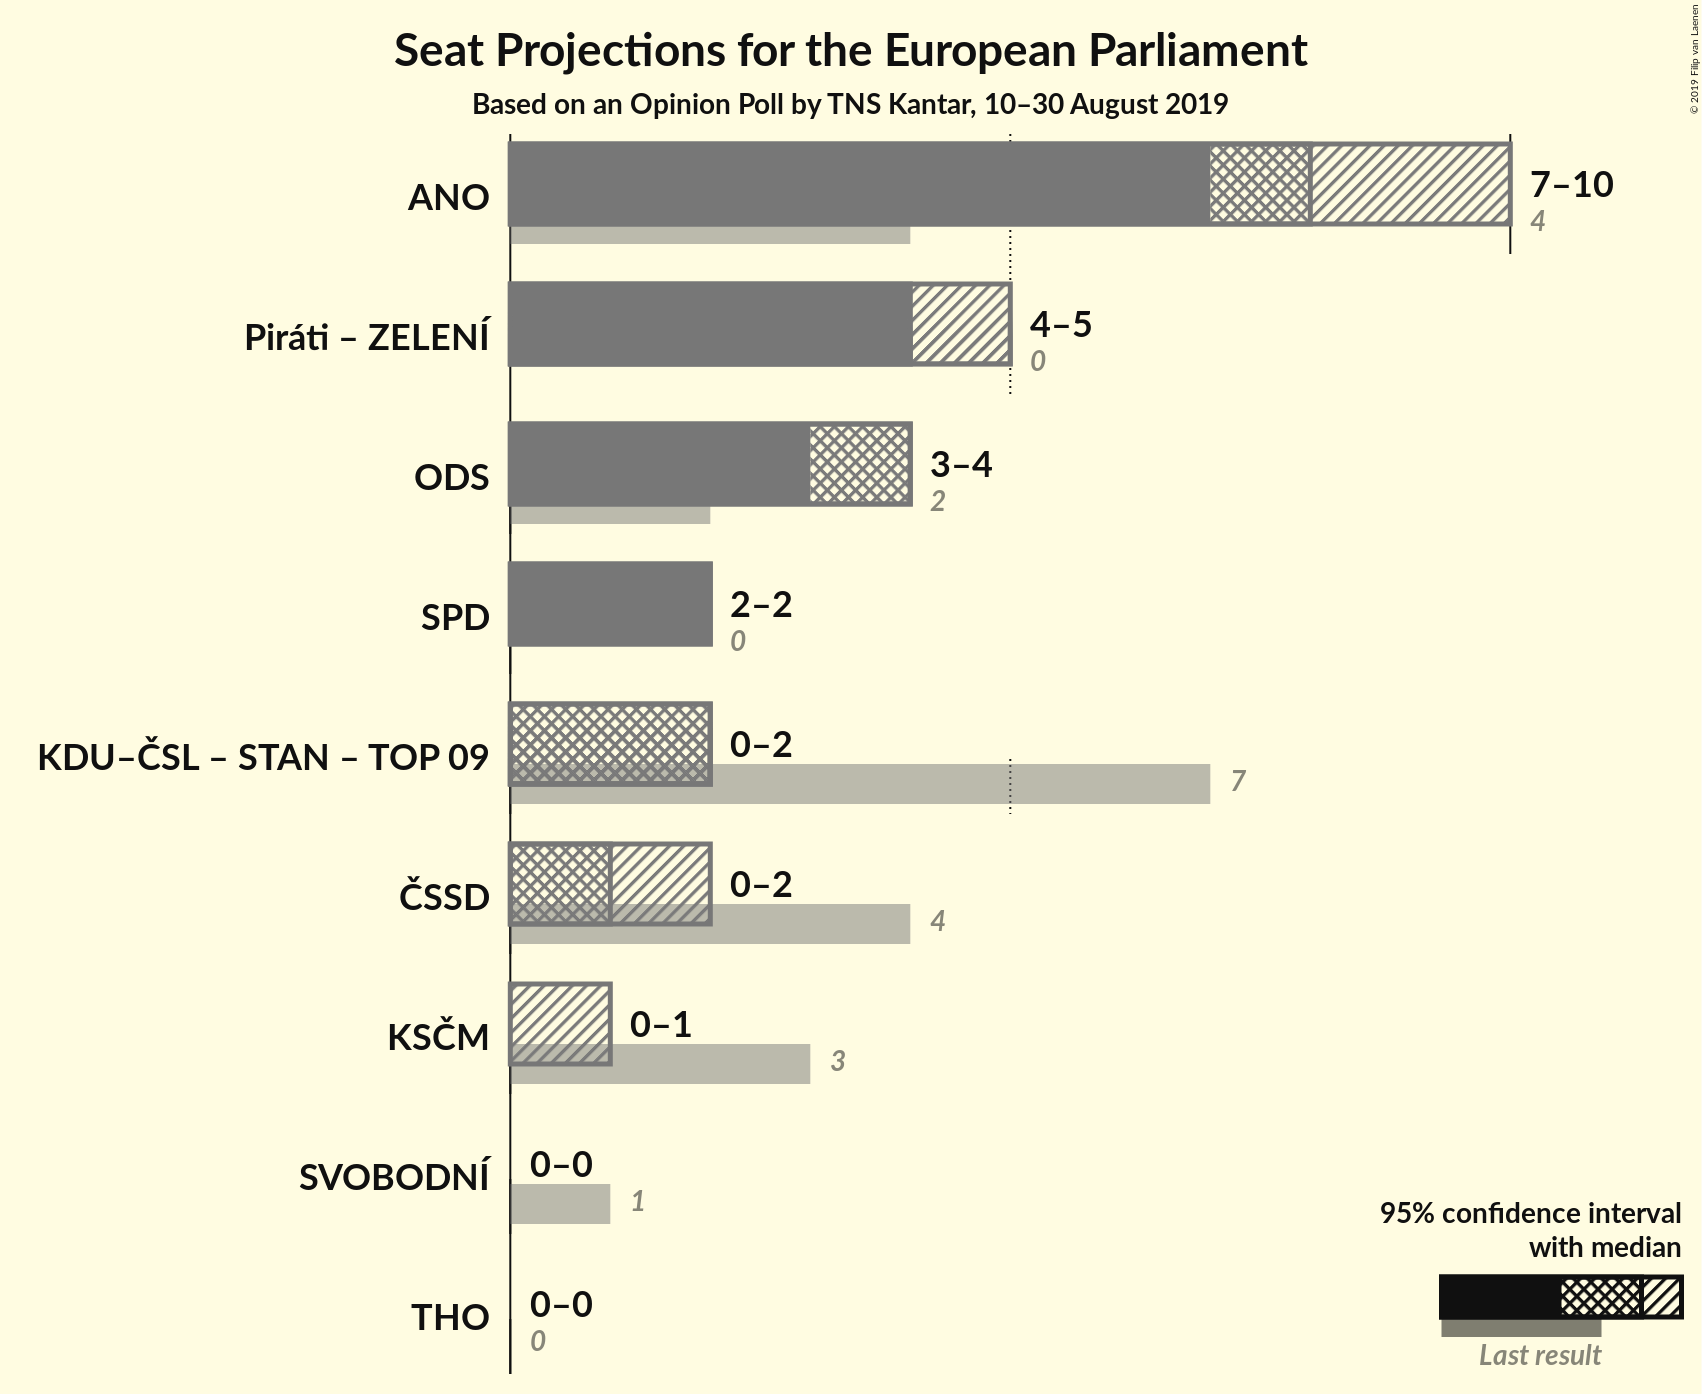 Seat Projections for the European Parliament
Based on an Opinion Poll by TNS Kantar, 10–30 August 2019
© 2019 Filip van Laenen
ANO
7–10
4
Piráti – ZELENÍ
4–5
0
ODS
3–4
2
SPD
2–2
0
KDU–ČSL – STAN – TOP 09
0–2
7
ČSSD
0–2
4
KSČM
0–1
3
SVOBODNÍ
0–0
1
THO
0–0
0
95% confidence interval
with median
Last result